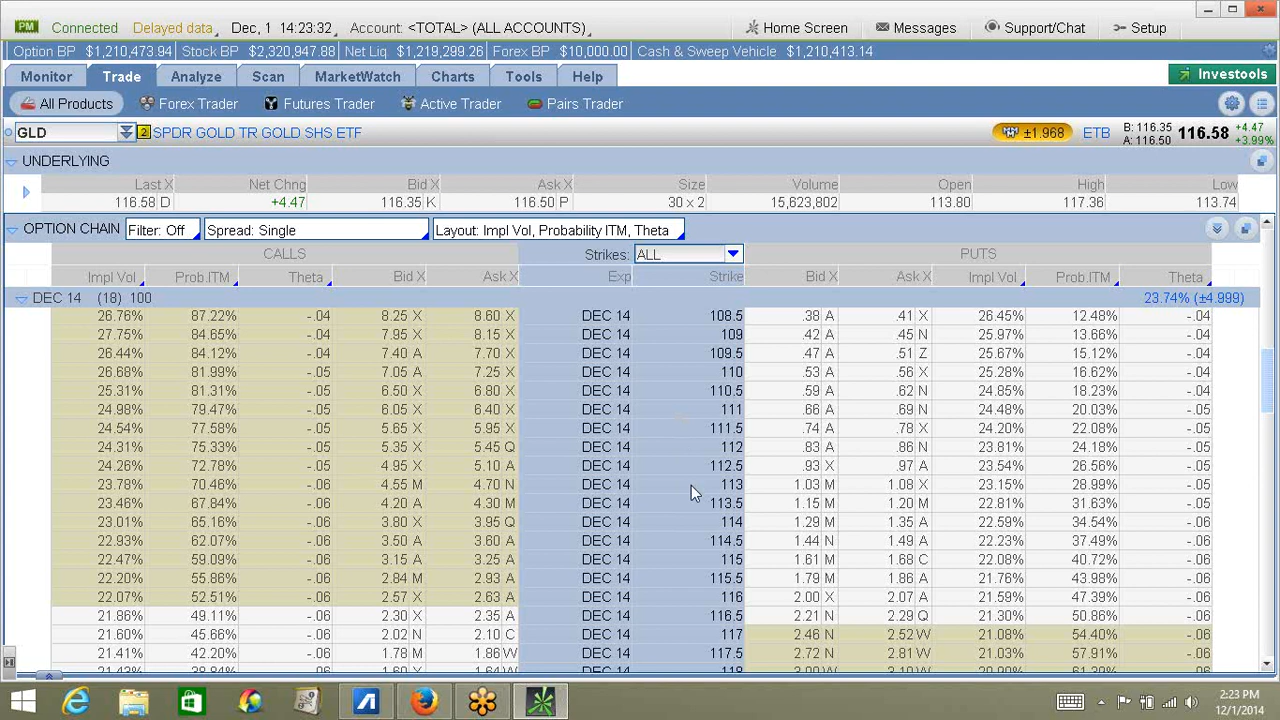 PM Connected Delayed data Dec, 1 14:23:32 Account: <TOTAL> (ALL ACCOUNTS) Home Screen Messages Support/Chat Setup
Option BP $1,210,473.94 Stock BP $2,320,947.88 Net Liq $1,219,299.26 Forex BP $10,000.00 Cash & Sweep Vehicle $1,210,413.14
Monitor Trade Analyze Scan MarketWatch Charts Tools Help Investools
All Products Forex Trader Futures Trader Active Trader Pairs Trader
GLD 2 SPDR GOLD TR GOLD SHS ETF ±1.968 ETB B: 116.35 A: 116.50 116.58 +4.47 +3.99%
UNDERLYING
Last X Net Chng Bid X Ask X Size Volume Open High Low
116.58 D +4.47 116.35 K 116.50 P 30 x 2 15,623,802 113.80 117.36 113.74
OPTION CHAIN Filter: Off Spread: Single Layout: Impl Vol, Probability ITM, Theta
CALLS Strikes: ALL PUTS
Impl Vol Prob.ITM Theta Bid X Ask X Exp Strike Bid X Ask X Impl Vol Prob.ITM Theta
DEC 14 (18) 100 23.74% (±4.999)
26.76% 87.22% -.04 8.25 X 8.60 X DEC 14 108.5 .38 A .41 X 26.45% 12.48% -.04
27.75% 84.65% -.04 7.95 X 8.15 X DEC 14 109 .42 A .45 N 25.97% 13.66% -.04
26.44% 84.12% -.04 7.40 A 7.70 X DEC 14 109.5 .47 A .51 Z 25.67% 15.12% -.04
26.68% 81.99% -.04 7.05 A 7.25 X DEC 14 110 .53 A .56 X 25.28% 16.62% -.04
25.31% 81.31% -.04 6.50 X 6.80 X DEC 14 110.5 .59 A .62 N 24.85% 18.23% -.04
24.98% 79.47% -.05 6.05 X 6.40 X DEC 14 111 .66 A .69 N 24.48% 20.03% -.05
24.54% 77.58% -.05 5.65 X 5.95 X DEC 14 111.5 .74 A .78 X 24.20% 22.08% -.05
24.31% 75.33% -.05 5.35 X 5.45 Q DEC 14 112 .83 A .86 N 23.81% 24.18% -.05
24.26% 72.78% -.05 4.95 X 5.10 A DEC 14 112.5 .93 X .97 A 23.54% 26.56% -.05
23.78% 70.46% -.05 4.55 M 4.70 N DEC 14 113 1.03 M 1.08 X 23.15% 28.99% -.05
23.46% 67.84% -.05 4.20 A 4.30 M DEC 14 113.5 1.15 M 1.20 M 22.81% 31.63% -.05
23.01% 65.16% -.06 3.80 X 3.95 Q DEC 14 114 1.29 M 1.35 A 22.59% 34.54% -.06
22.93% 62.07% -.06 3.50 A 3.60 A DEC 14 114.5 1.44 N 1.49 A 22.23% 37.49% -.06
22.47% 59.09% -.06 3.15 A 3.25 A DEC 14 115 1.61 M 1.68 C 22.08% 40.72% -.06
22.20% 55.86% -.06 2.84 M 2.93 A DEC 14 115.5 1.79 M 1.86 A 21.76% 43.98% -.06
22.07% 52.51% -.06 2.57 X 2.63 A DEC 14 116 2.00 X 2.07 A 21.59% 47.39% -.06
21.86% 49.11% -.06 2.30 X 2.35 A DEC 14 116.5 2.21 N 2.29 Q 21.30% 50.86% -.06
21.60% 45.66% -.06 2.02 N 2.10 C DEC 14 117 2.46 N 2.52 W 21.08% 54.40% -.06
21.41% 42.20% -.06 1.78 M 1.86 W DEC 14 117.5 2.72 N 2.81 W 21.03% 57.91% -.06
DEC 14 118
2:23 PM
12/1/2014